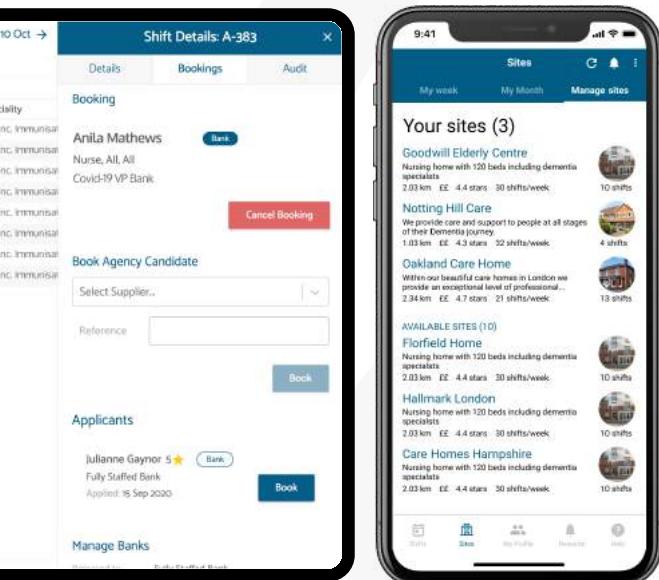 10 Oct →
Shift Details: A-383 ×
Details Bookings Audit
Booking
Anila Mathews Bank
Nurse, All, All
Covid-19 VP Bank
Cancel Booking
Book Agency Candidate
Select Supplier..
Reference
Book
Applicants
Julianne Gaynor 5 Bank
Fully Staffed Bank
Applied: 15 Sep 2020
Book
Manage Banks
Fully Staffed Bank
9:41
Sites
My week My Month Manage sites
Your sites (3)
Goodwill Elderly Centre
Nursing home with 120 beds including dementia
specialists
2.03 km ££ 4.4 stars 30 shifts/week
10 shifts
Notting Hill Care
We provide care and support to people at all stages
of their Dementia journey.
1.03 km ££ 4.3 stars 32 shifts/week
4 shifts
Oakland Care Home
Within our beautiful care homes in London we
provide an exceptional level of professional...
2.34 km ££ 4.7 stars 21 shifts/week
13 shifts
AVAILABLE SITES (10)
Florfield Home
Nursing home with 120 beds including dementia
specialists
2.03 km ££ 4.4 stars 30 shifts/week
10 shifts
Hallmark London
Nursing home with 120 beds including dementia
specialists
2.03 km ££ 4.4 stars 30 shifts/week
10 shifts
Care Homes Hampshire
Nursing home with 120 beds including dementia
specialists
2.03 km ££ 4.4 stars 30 shifts/week
10 shifts
Shifts Sites My Profile Rewards Help